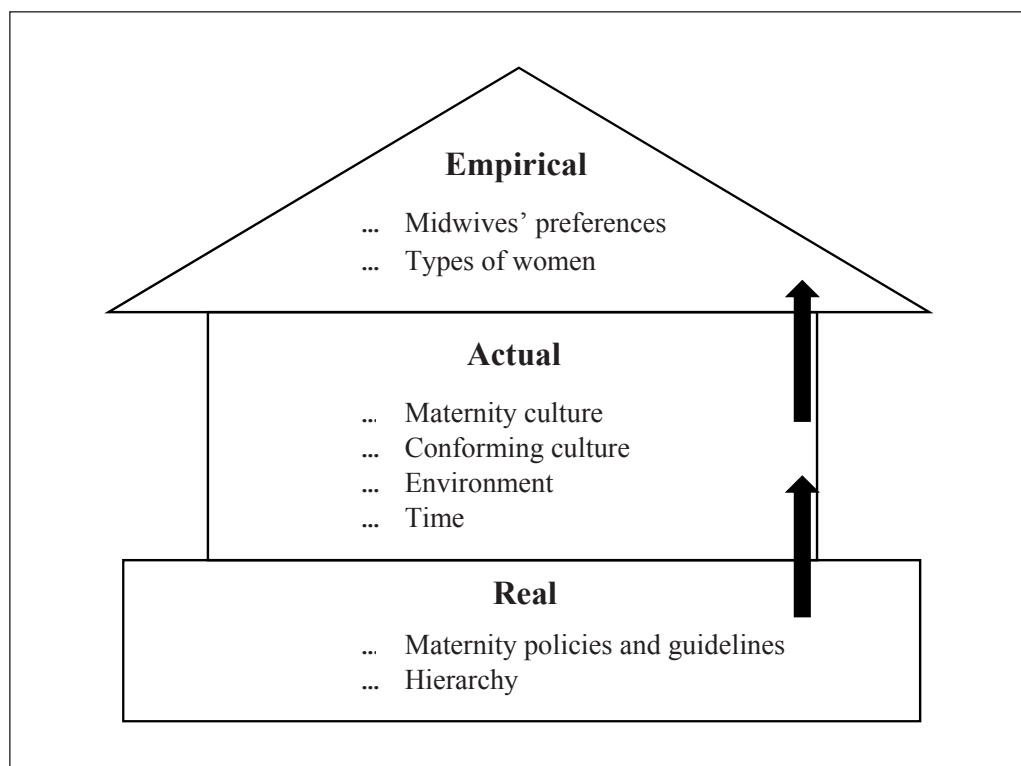 Empirical
... Midwives’ preferences
... Types of women
Actual
... Maternity culture
... Conforming culture
... Environment
... Time
Real
... Maternity policies and guidelines
... Hierarchy